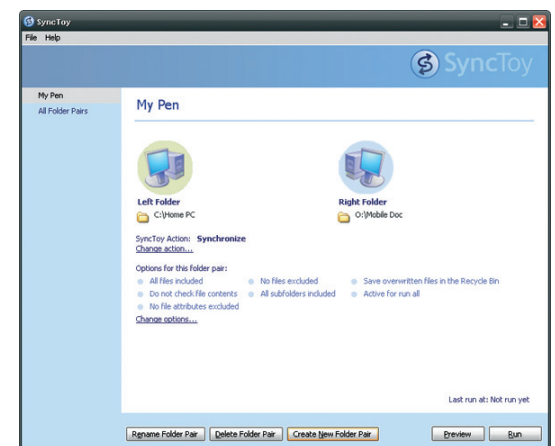 SyncToy
File Help
SyncToy
My Pen
All Folder Pairs
My Pen
Left Folder
C:\Home PC
Right Folder
O:\Mobile Doc
SyncToy Action: Synchronize
Change action...
Options for this folder pair:
All files included
No files excluded
Save overwritten files in the Recycle Bin
Do not check file contents
All subfolders included
Active for run all
No file attributes excluded
Change options...
Last run at: Not run yet
Rename Folder Pair
Delete Folder Pair
Create New Folder Pair
Preview
Run